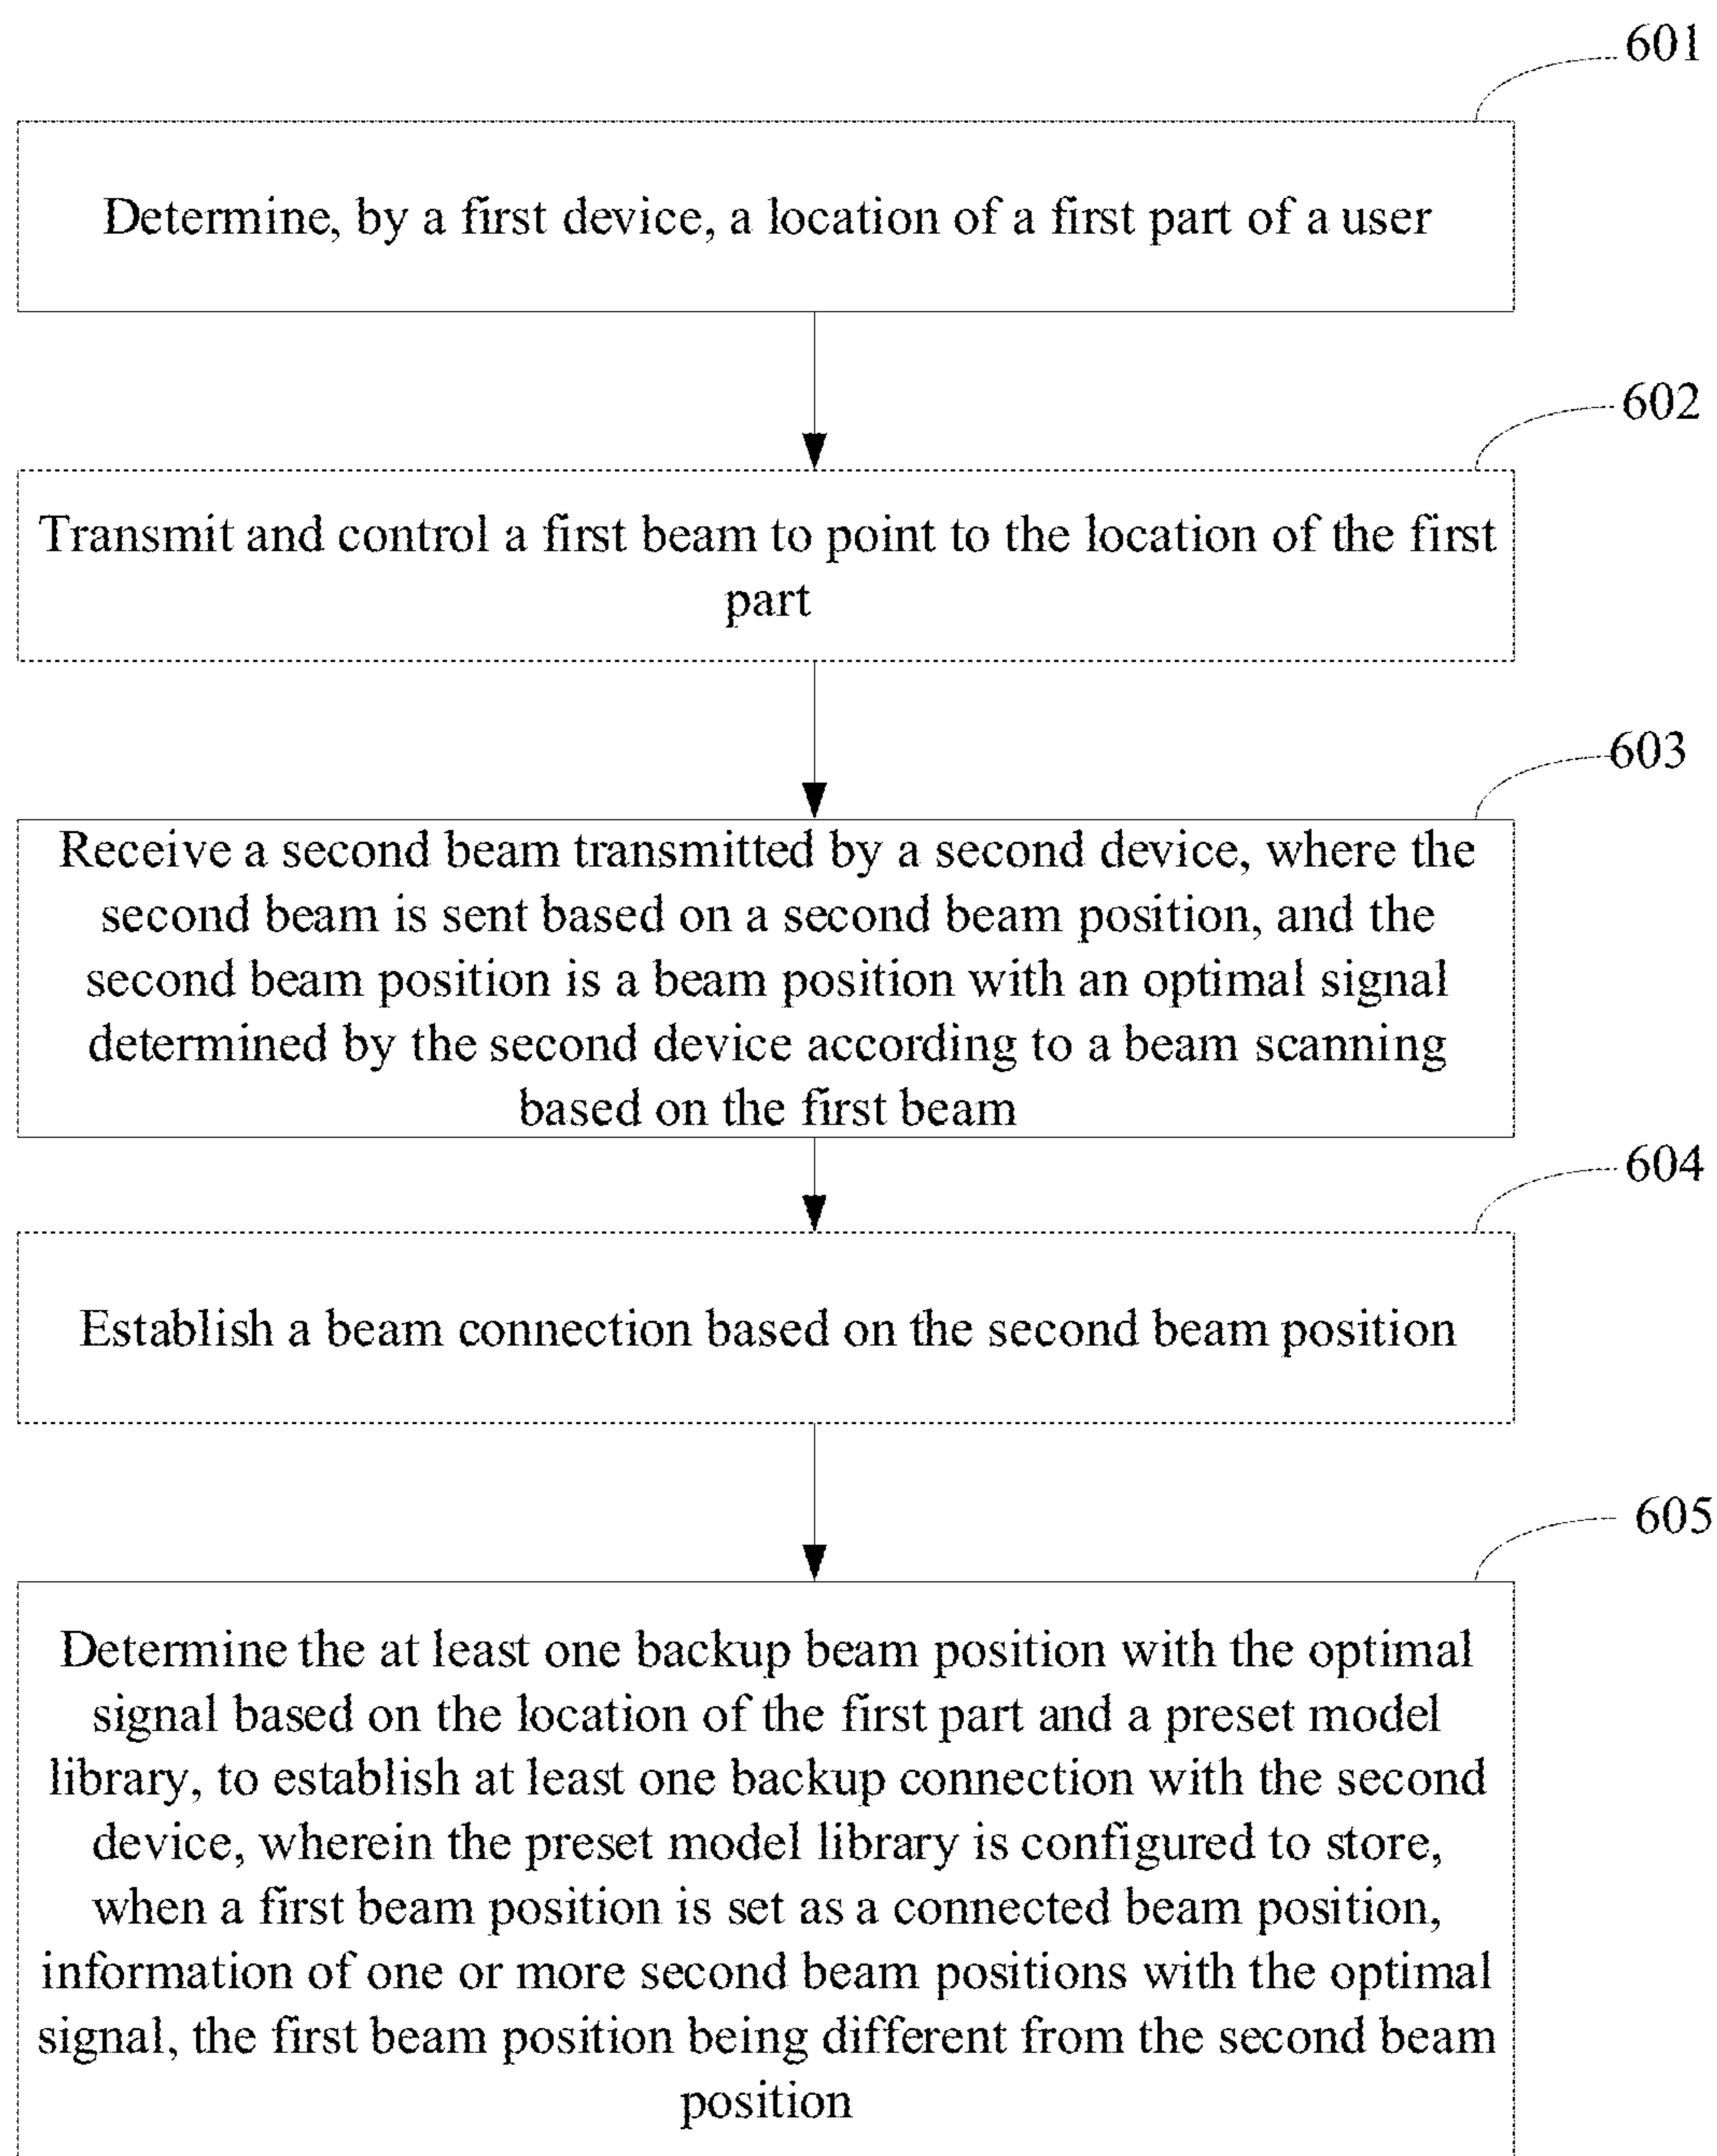 601
Determine, by a first device, a location of a first part of a user
602
Transmit and control a first beam to point to the location of the first
part
603
Receive a second beam transmitted by a second device, where the
second beam is sent based on a second beam position, and the
second beam position is a beam position with an optimal signal
determined by the second device according to a beam scanning
based on the first beam
604
Establish a beam connection based on the second beam position
605
Determine the at least one backup beam position with the optimal
signal based on the location of the first part and a preset model
library, to establish at least one backup connection with the second
device, wherein the preset model library is configured to store,
when a first beam position is set as a connected beam position,
information of one or more second beam positions with the optimal
signal, the first beam position being different from the second beam
position